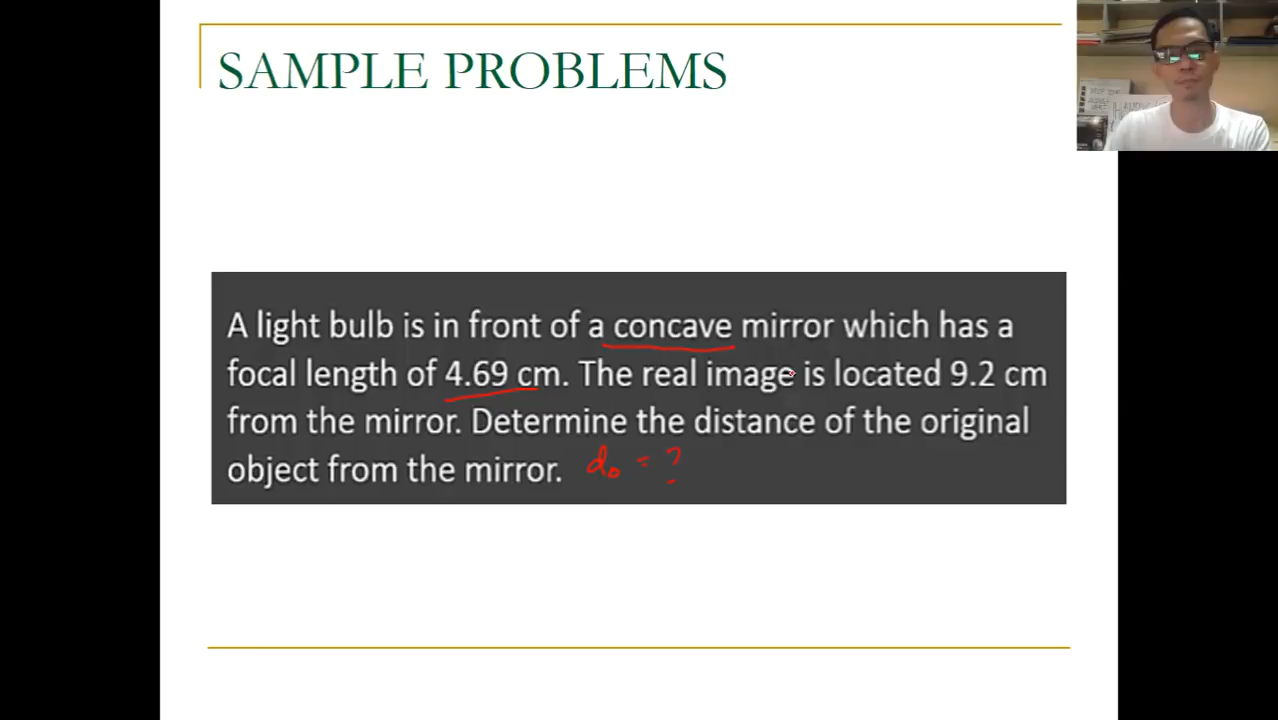 SAMPLE PROBLEMS
A light bulb is in front of a concave mirror which has a
focal length of 4.69 cm. The real image is located 9.2 cm
from the mirror. Determine the distance of the original
object from the mirror. do = ?